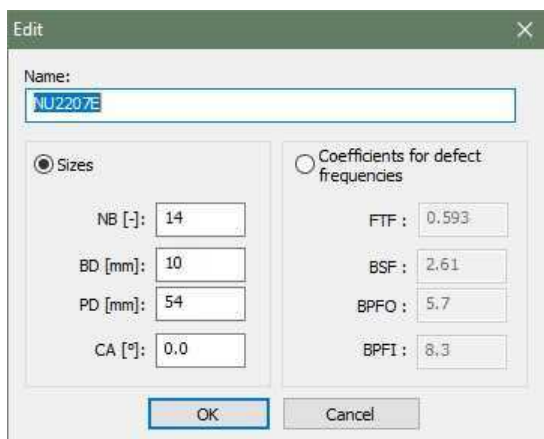 Edit
Name:
NU2207E
Sizes
NB [-]: 14
BD [mm]: 10
PD [mm]: 54
CA [°]: 0.0
Coefficients for defect
frequencies
FTF : 0.593
BSF : 2.61
BPFO : 5.7
BPFI : 8.3
OK
Cancel